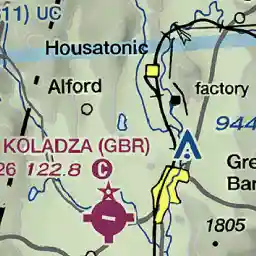 11) UC
Housatonic
Alford
factory
944
KOLADZA (GBR)
26 122.8 C
Gre
Bar
1805